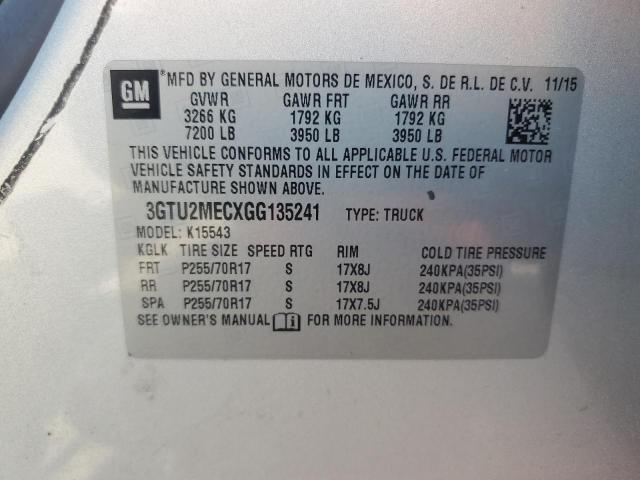 GM
®MFD BY GENERAL MOTORS DE MEXICO, S. DE R.L. DE C.V. 11/15
GVWR GAWR FRT GAWR RR
3266 KG 1792 KG 1792 KG
7200 LB 3950 LB 3950 LB
THIS VEHICLE CONFORMS TO ALL APPLICABLE U.S. FEDERAL MOTOR
VEHICLE SAFETY STANDARDS IN EFFECT ON THE DATE OF
MANUFACTURE SHOWN ABOVE.
3GTU2MECXGG135241 TYPE: TRUCK
MODEL: K15543
KGLK TIRE SIZE SPEED RTG RIM COLD TIRE PRESSURE
FRT P255/70R17 S 17X8J 240KPA(35PSI)
RR P255/70R17 S 17X8J 240KPA(35PSI)
SPA P255/70R17 S 17X7.5J 240KPA(35PSI)
SEE OWNER'S MANUAL FOR MORE INFORMATION.